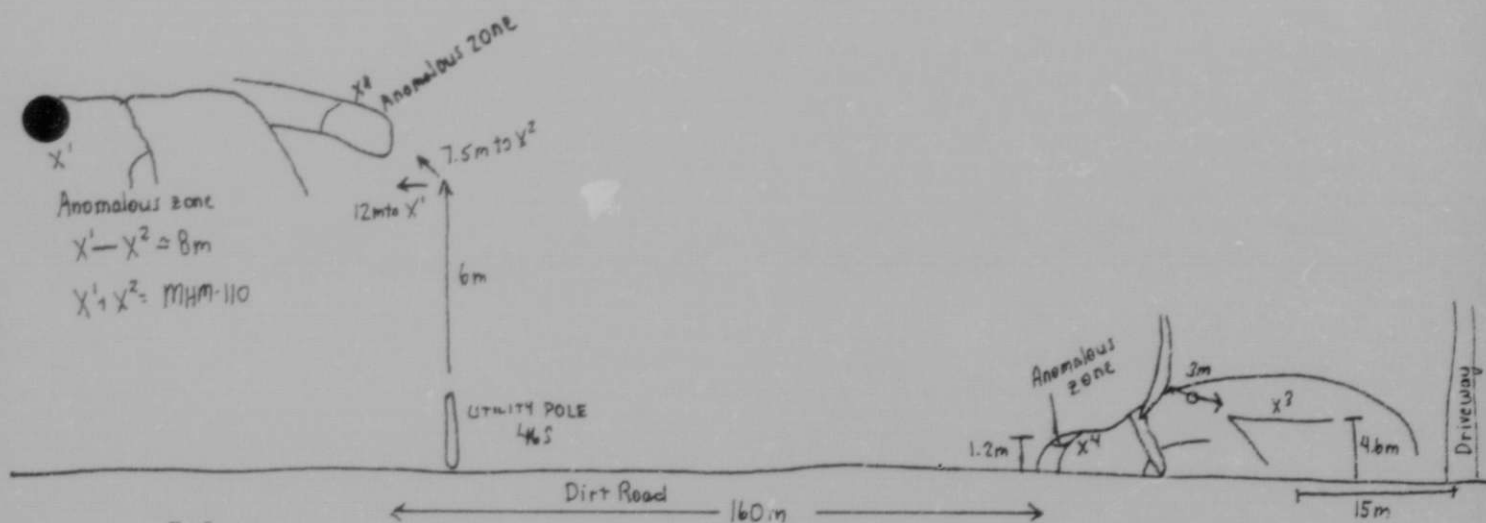 Anomalous zone
X²
X¹
7.5m to X²
12m to X¹
Anomalous zone
X¹ — X² ≈ 8m
X¹ + X² = MHM-110
6m
UTILITY POLE
Anomalous
zone
3m
X³
1.2m
X⁴
4.6m
Driveway
Dirt Road
160m
15m